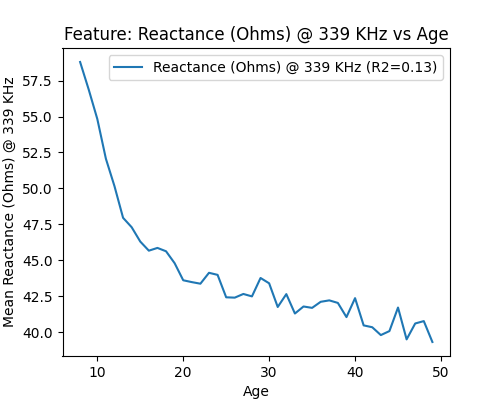 Feature: Reactance (Ohms) @ 339 KHz vs Age
Reactance (Ohms) @ 339 KHz (R2=0.13)
Mean Reactance (Ohms) @ 339 KHz
57.5
55.0
52.5
50.0
47.5
45.0
42.5
40.0
10 20 30 40 50
Age